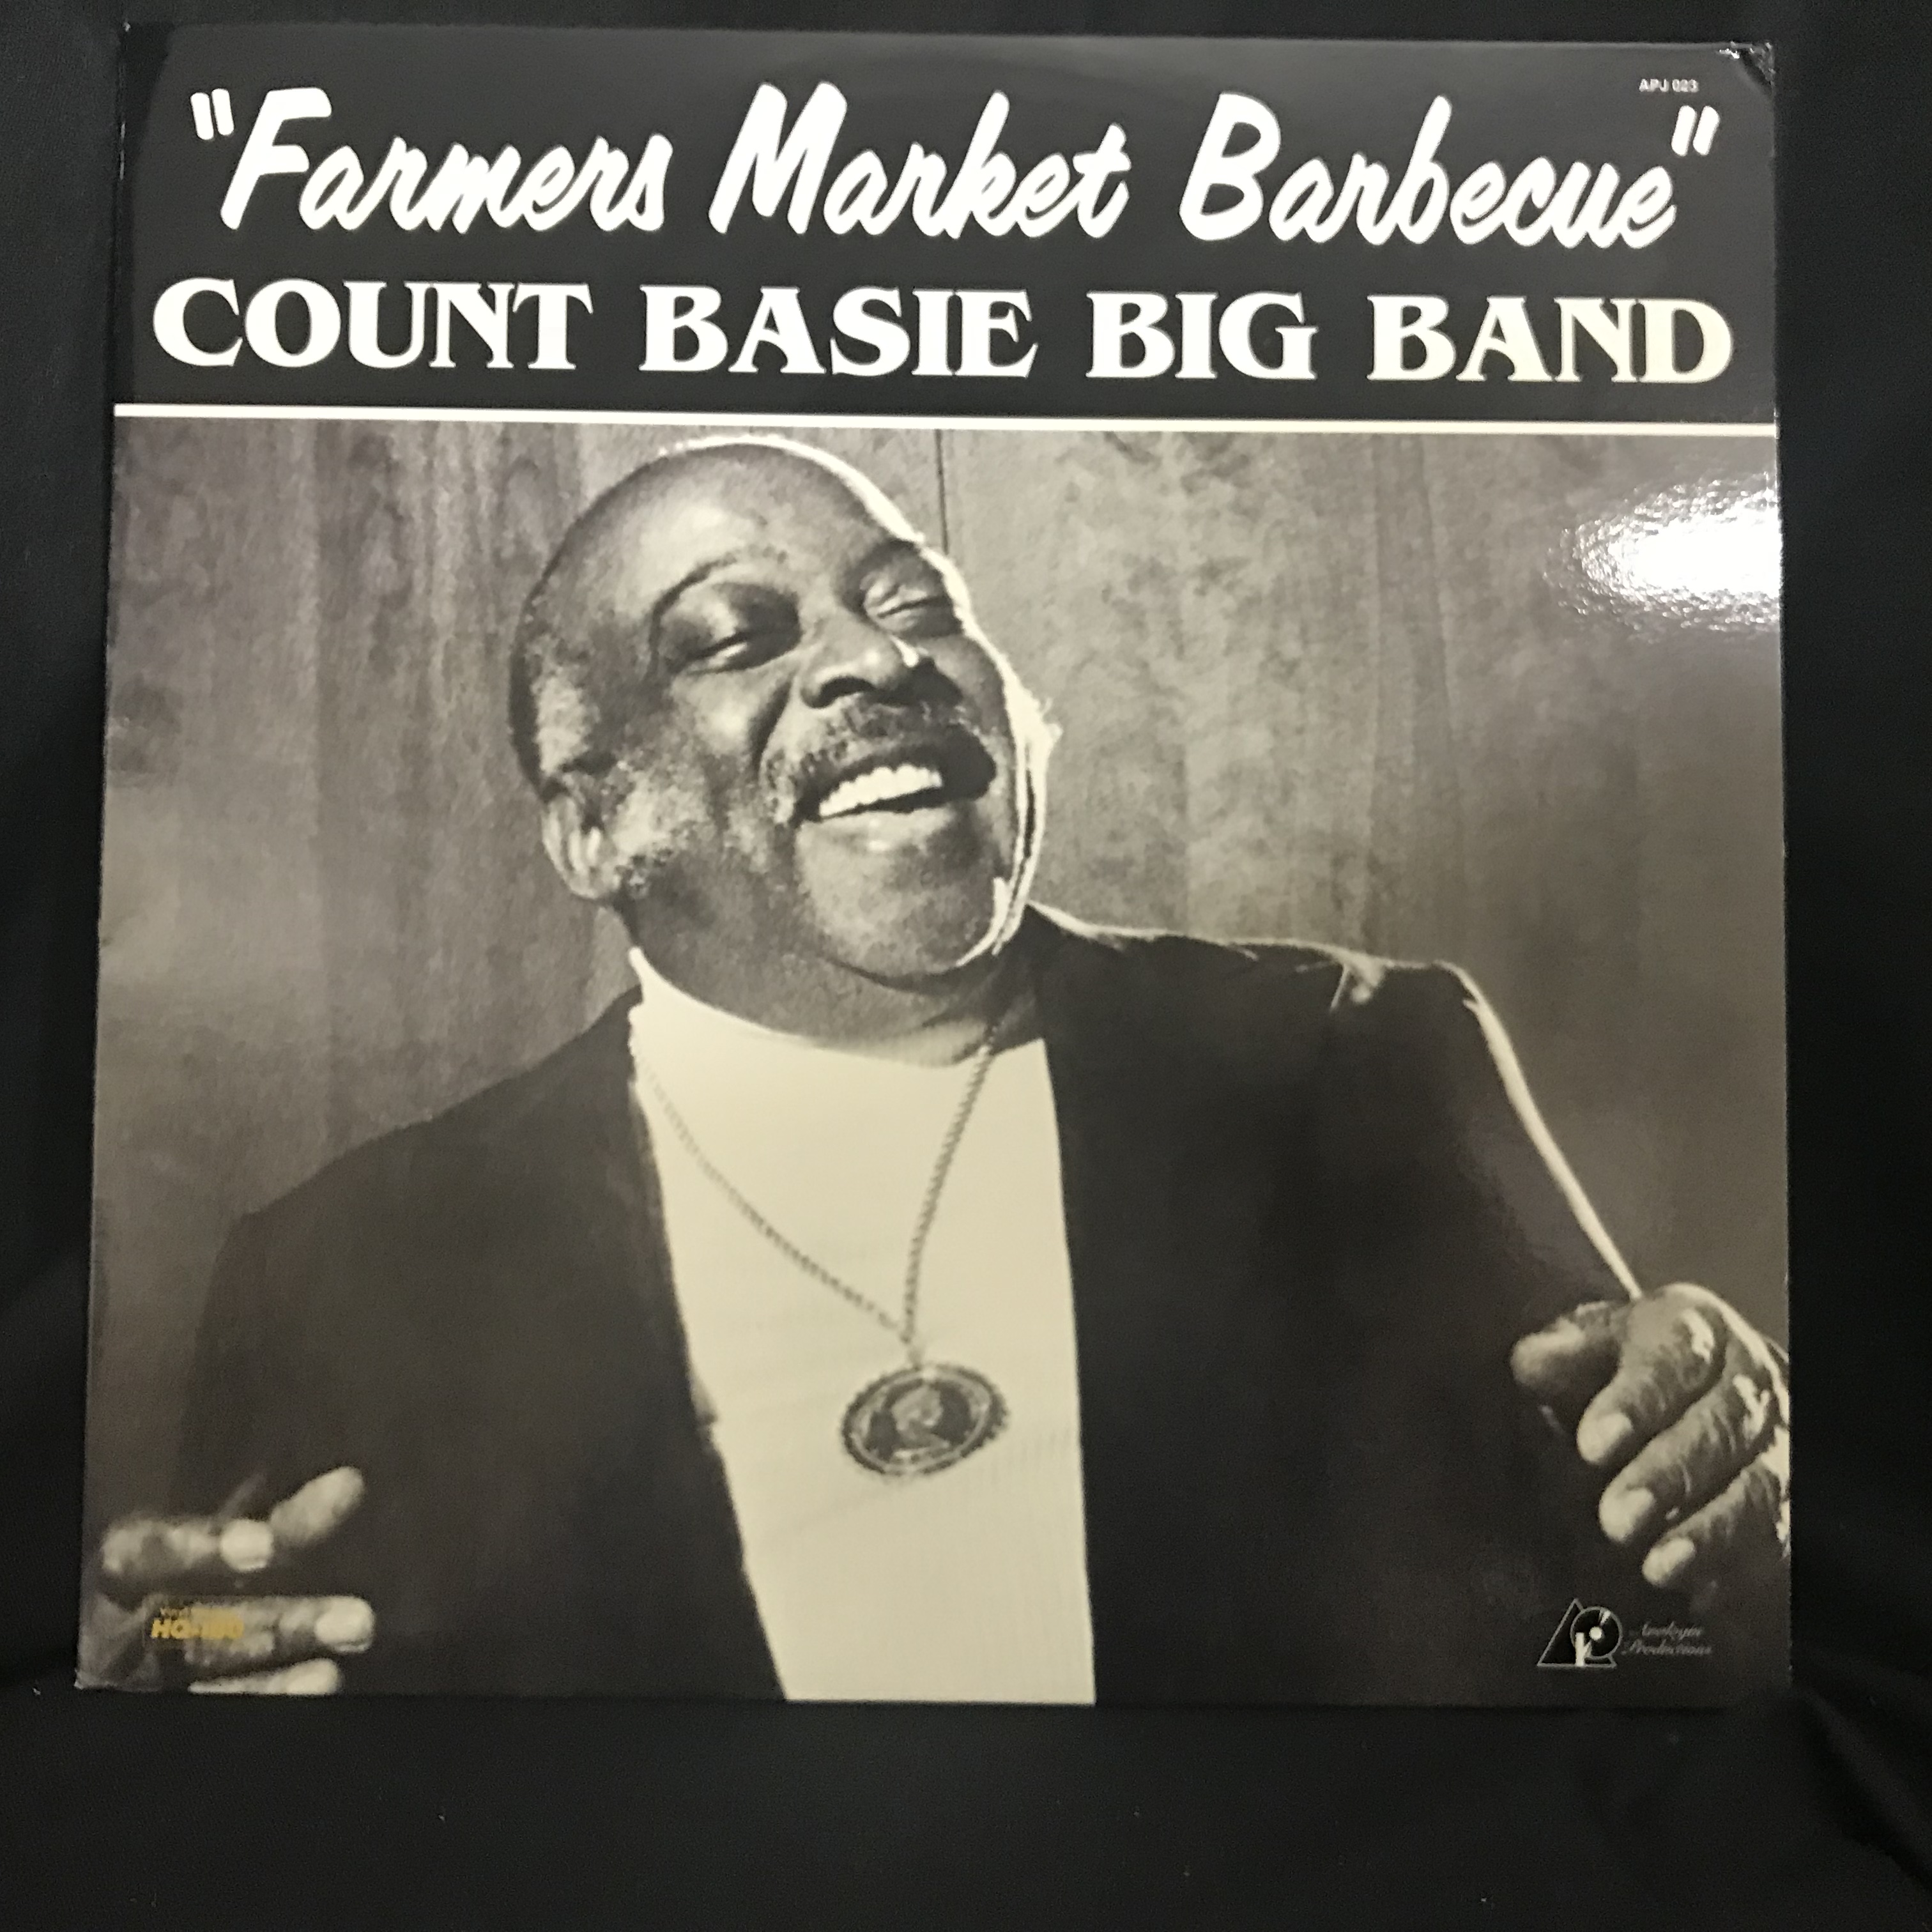 APJ 023
"Farmers Market Barbecue"
COUNT BASIE BIG BAND
HQ-180
Analogue
Productions